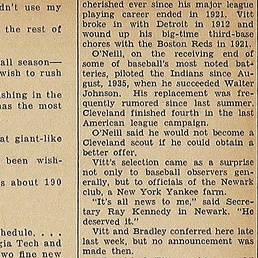 dn't use my
the rest of
all season—
wish to rush
shing in the
as the most
at giant-like
been wish-
s about 190
hedule, . . .
gia Tech and
wo fine new
cherished ever since his major league
playing career ended in 1921. Vitt
broke in with Detroit in 1912 and
wound up his big-time third-base
chores with the Boston Reds in 1921.
O'Neill, on the receiving end of
some of baseball's most noted bat-
teries, piloted the Indians since Au-
gust, 1935, when he succeeded Walter
Johnson. His replacement was fre-
quently rumored since last summer.
Cleveland finished fourth in the last
American league campaign.
O'Neill said he would not become a
Cleveland scout if he could obtain a
better offer.
Vitt's selection came as a surprise
not only to baseball observers gen-
erally, but to officials of the Newark
club, a New York Yankee farm.
"It's all news to me," said Secre-
tary Ray Kennedy in Newark. "He
deserved it."
Vitt and Bradley conferred here late
last week, but no announcement was
made then.